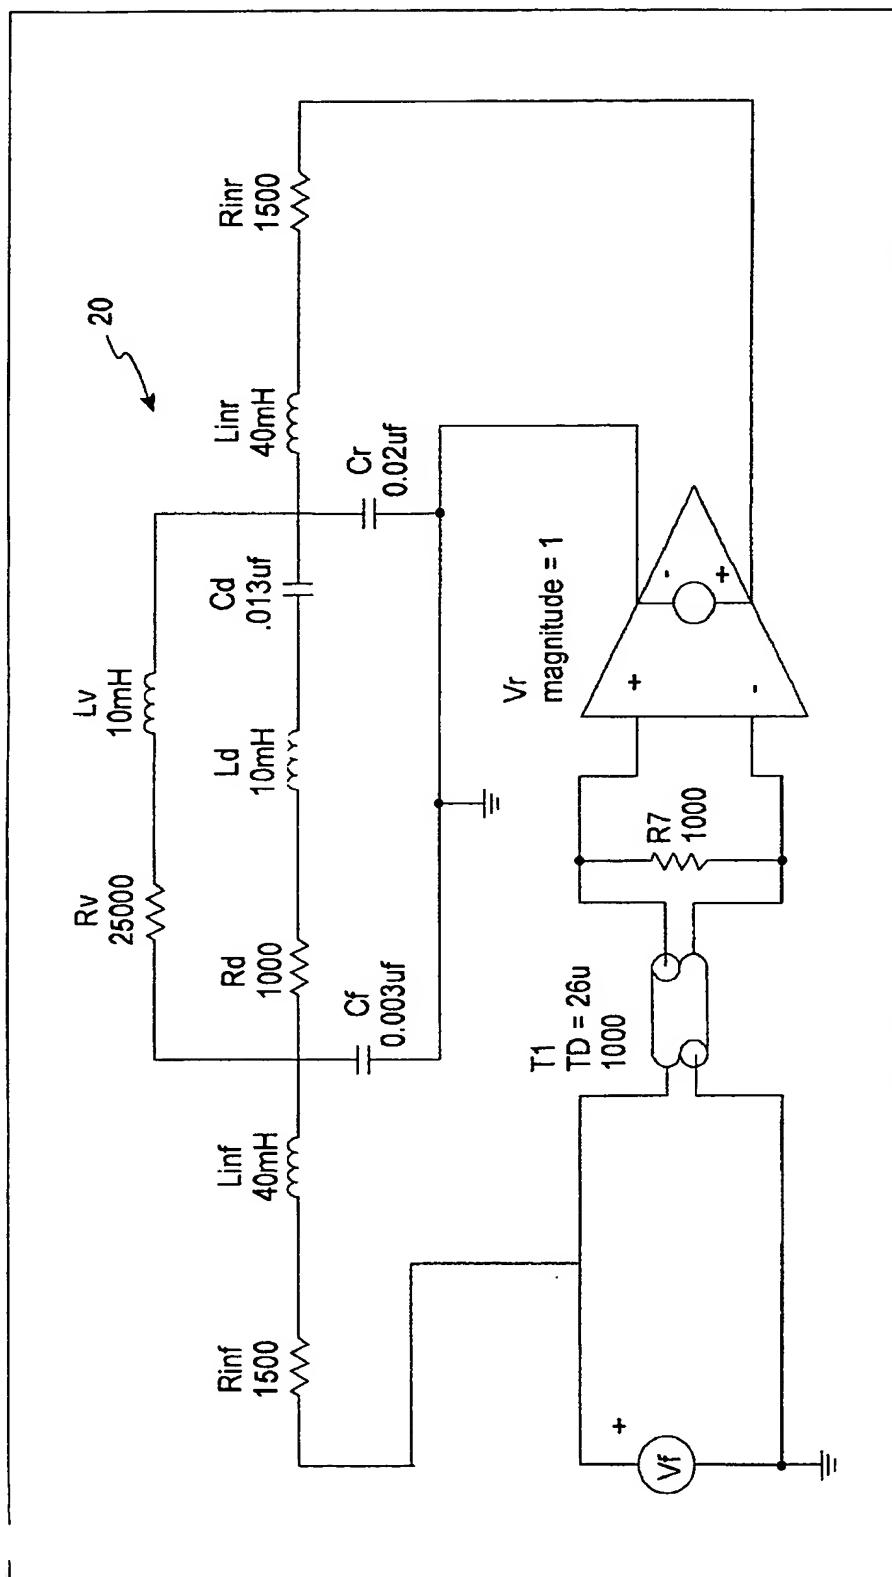 20
Lv
10mH
Rv
25000
Rinr
1500
Linr
40mH
Cd
.013uf
Ld
10mH
Rd
1000
Linf
40mH
Rinf
1500
Cr
0.02uf
Cf
0.003uf
Vr
magnitude = 1
+
-
-
+
R7
1000
T1
TD = 26u
1000
+
Vf